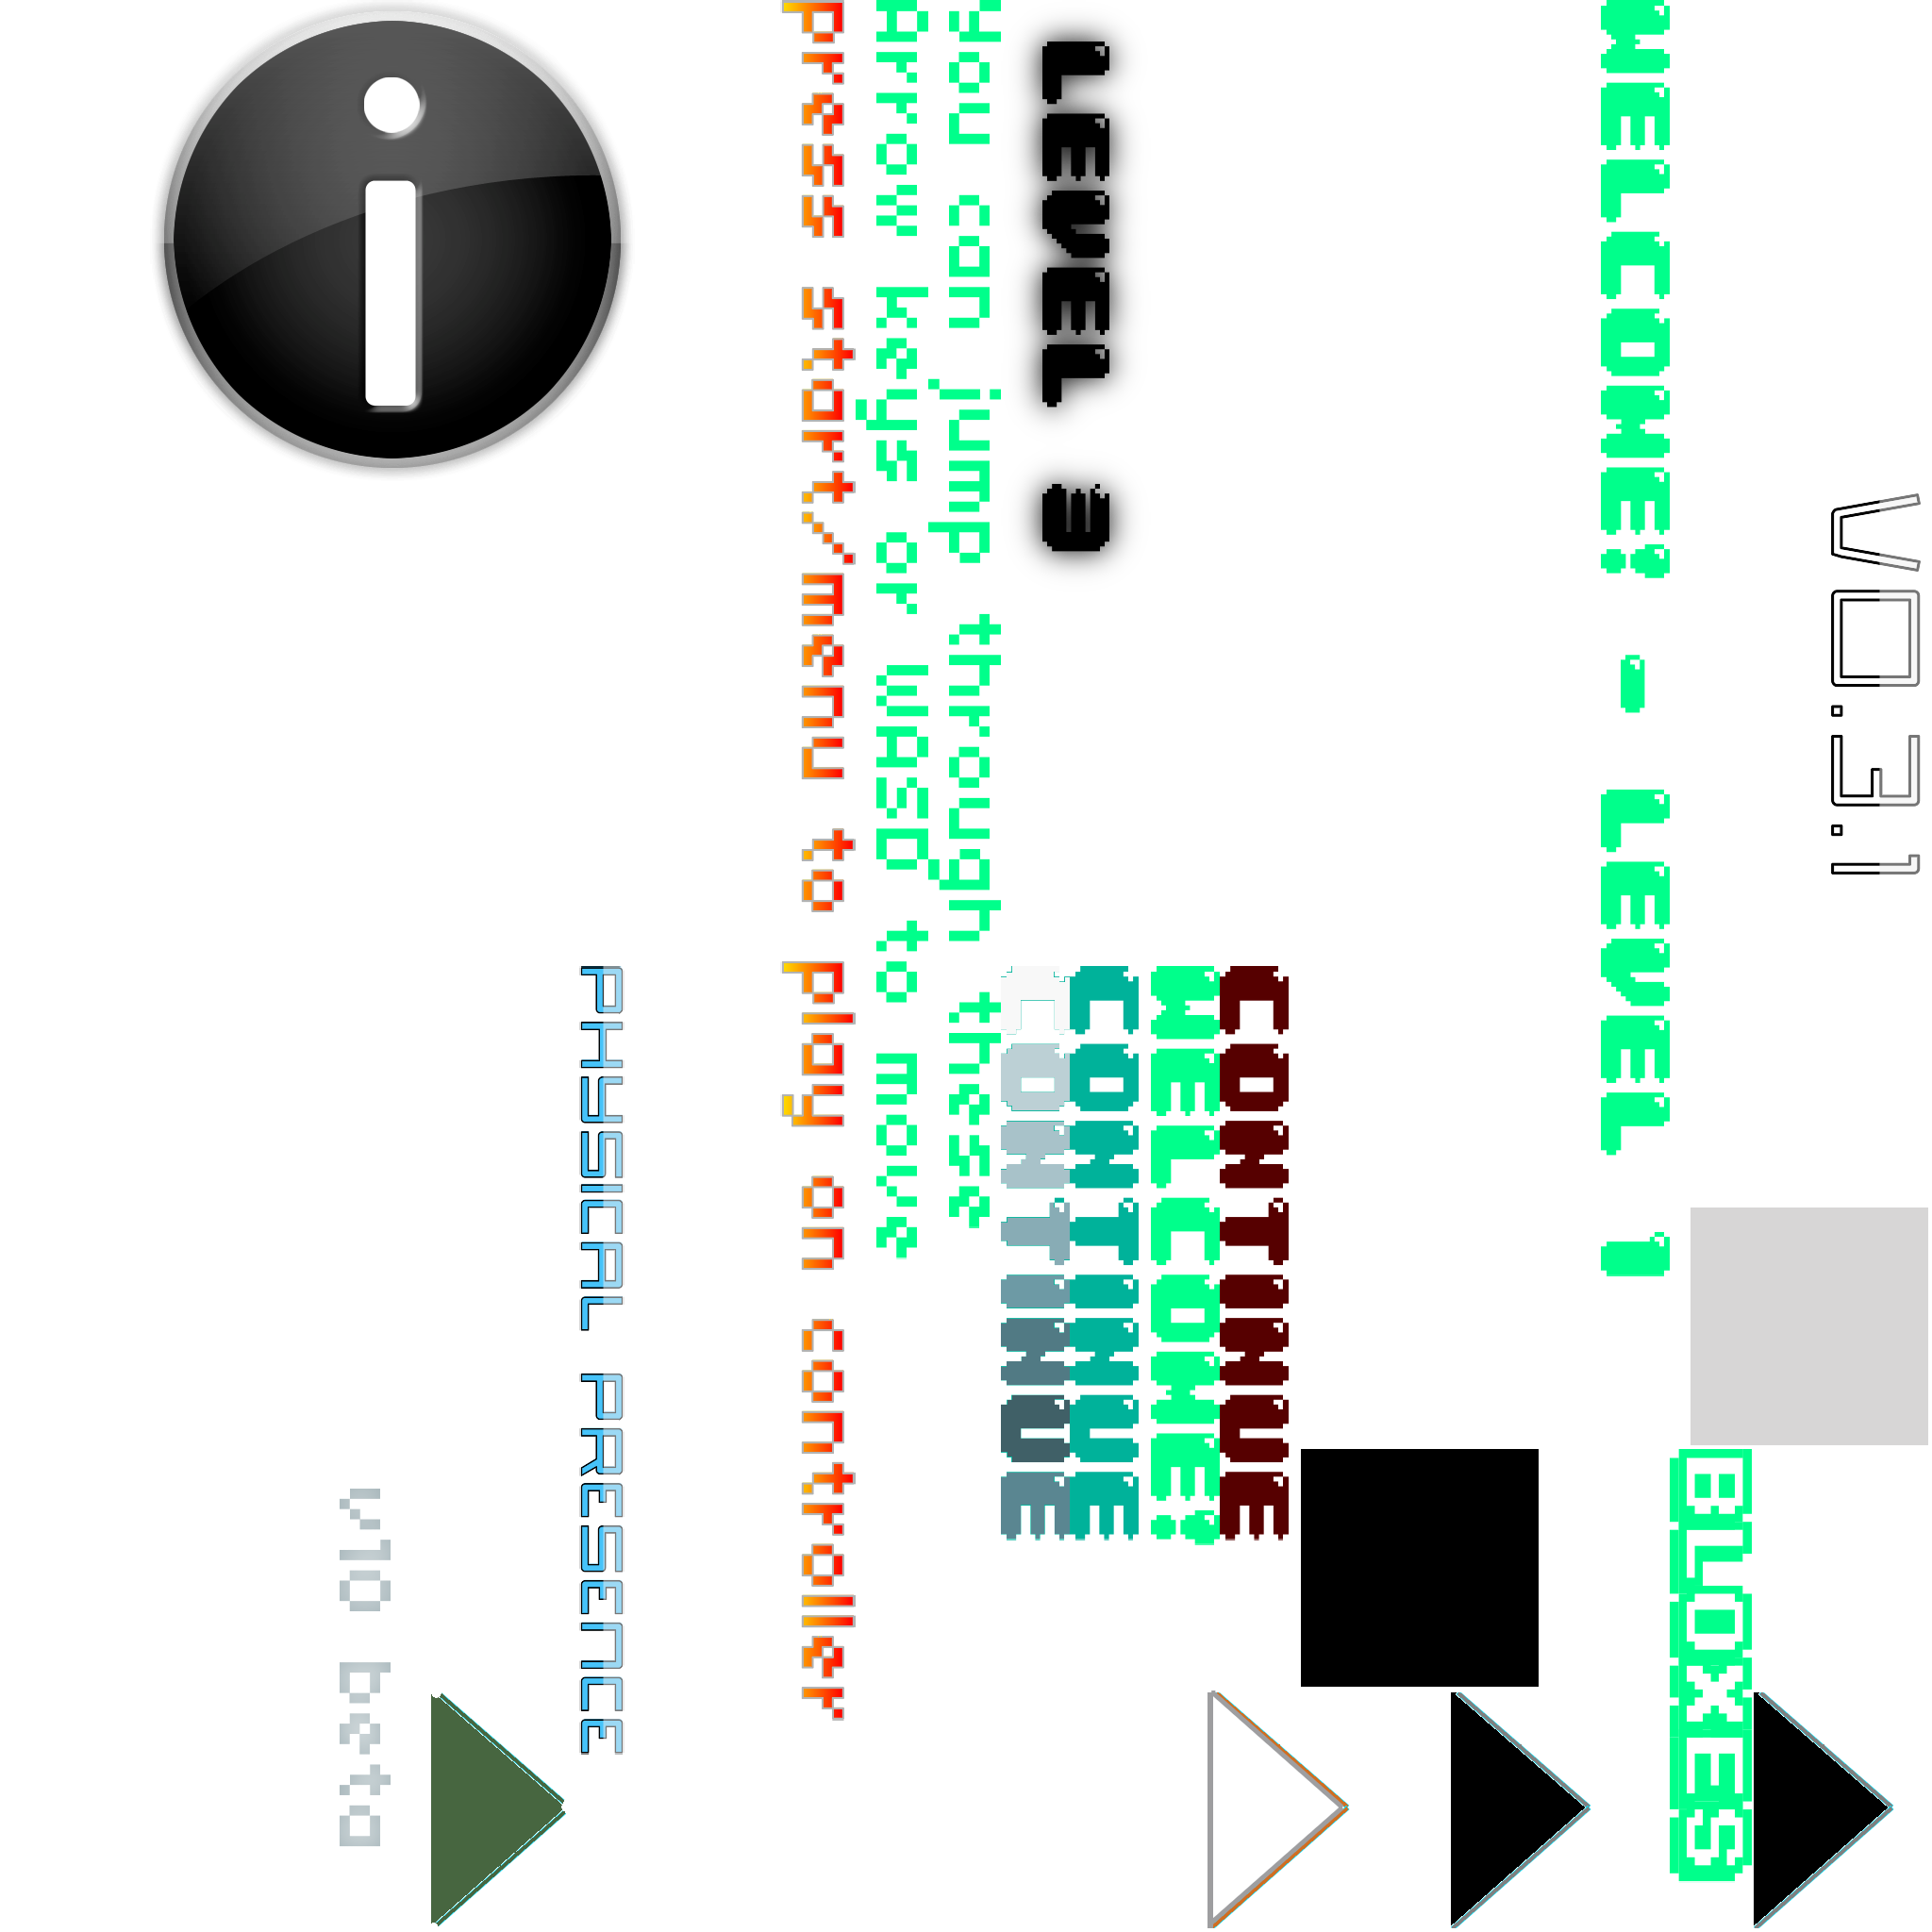 V0.3.1
BLOXES
WELCOME! - LEVEL 1
CONTINUE
WELCOME!
CONTINUE
CONTINUE
LEVEL 3
you can jump through these
Arrow keys or WASD to move
press start/menu to play on controller
PHYSICAL PRESENCE
v10 beta